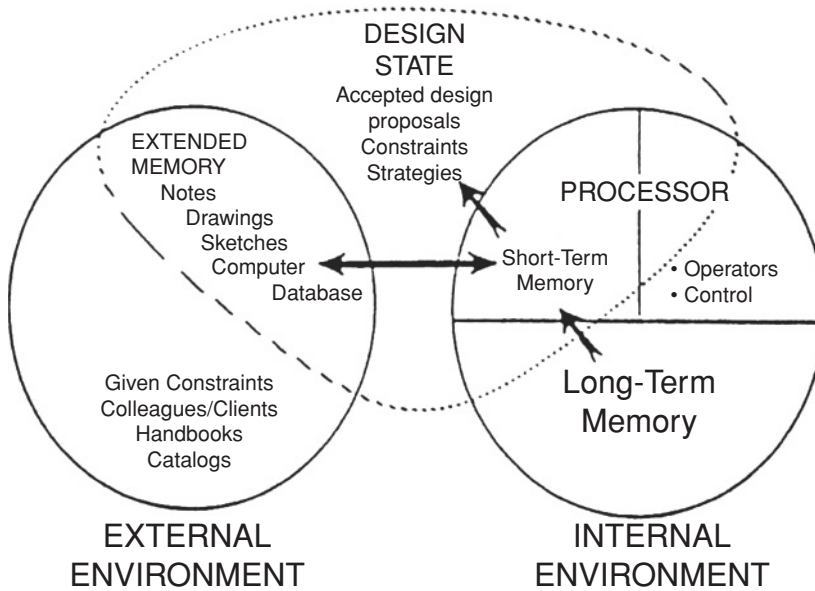 DESIGN
STATE
Accepted design
proposals
Constraints
Strategies
EXTENDED
MEMORY
Notes
Drawings
Sketches
Computer
Database
Given Constraints
Colleagues/Clients
Handbooks
Catalogs
EXTERNAL
ENVIRONMENT
PROCESSOR
Short-Term
Memory
• Operators
• Control
Long-Term
Memory
INTERNAL
ENVIRONMENT